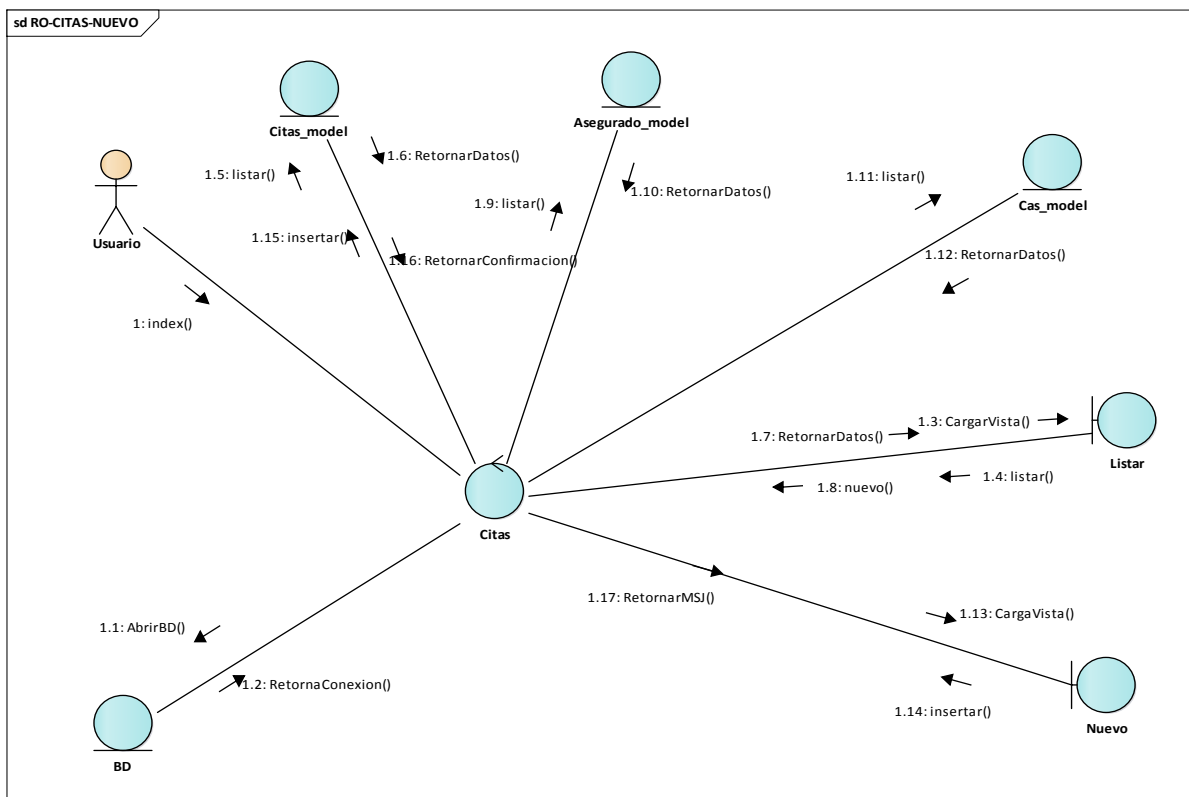 sd RO-CITAS-NUEVO
Citas_model
Asegurado_model
1.6: RetornarDatos()
1.5: listar()
1.10: RetornarDatos()
1.11: listar()
1.9: listar()
Cas_model
Usuario
1.15: insertar()
1.16: RetornarConfirmacion()
1.12: RetornarDatos()
1: index()
1.3: CargarVista()
1.7: RetornarDatos()
Listar
1.4: listar()
1.8: nuevo()
Citas
1.17: RetornarMSJ()
1.13: CargaVista()
1.1: AbrirBD()
1.2: RetornaConexion()
1.14: insertar()
Nuevo
BD